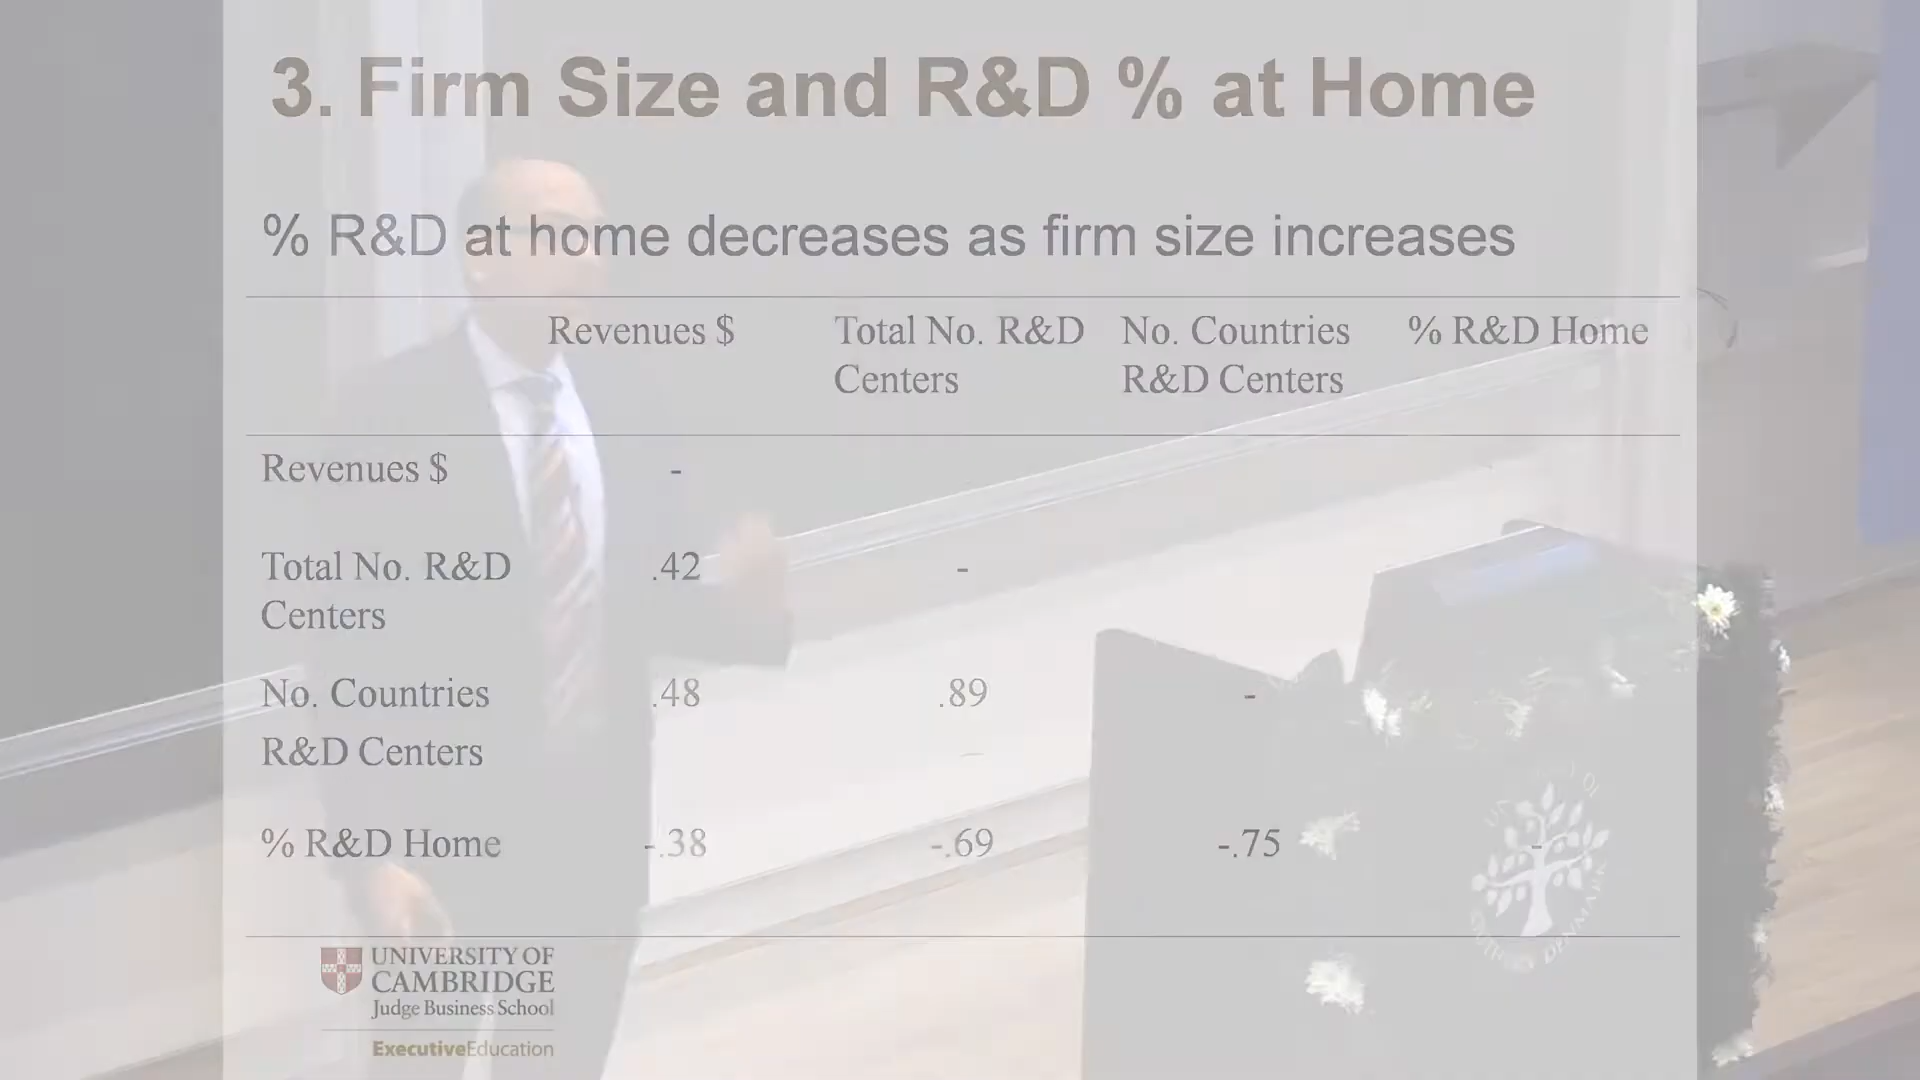 3. Firm Size and R&D % at Home
% R&D at home decreases as firm size increases
Revenues $ Total No. R&D No. Countries % R&D Home
Centers R&D Centers
Revenues $ -
Total No. R&D .42 -
Centers
No. Countries .48 .89 -
R&D Centers
% R&D Home -.38 -.69 -.75 -
UNIVERSITY OF
CAMBRIDGE
Judge Business School
ExecutiveEducation
DENMARK